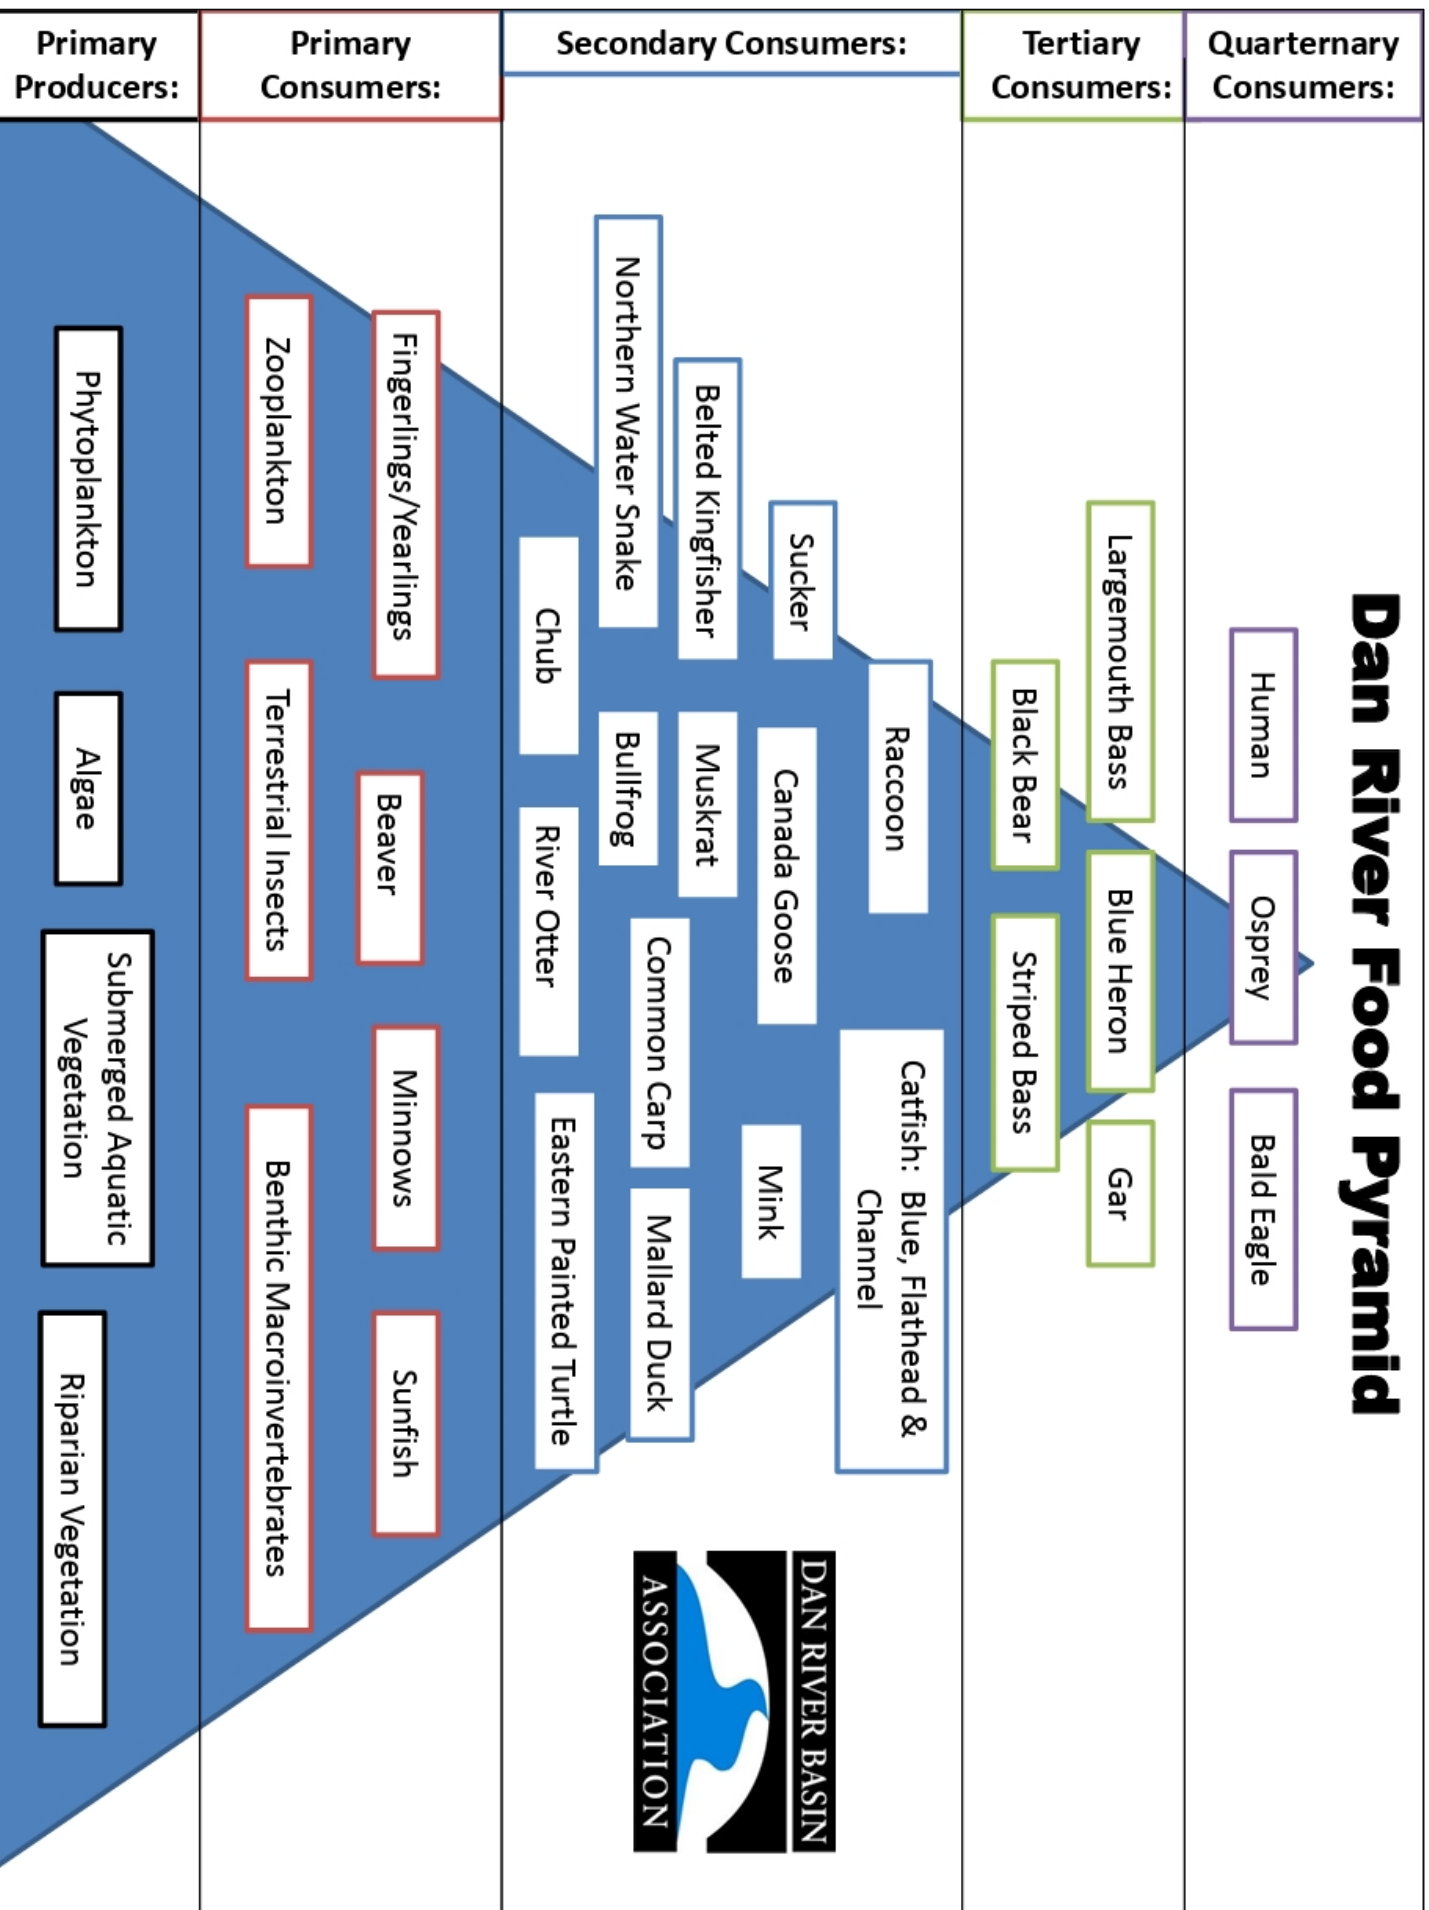 Dan River Food Pyramid
Quarternary
Consumers:
Human
Osprey
Bald Eagle
Tertiary
Consumers:
Largemouth Bass
Blue Heron
Gar
Black Bear
Striped Bass
Secondary Consumers:
Raccoon
Catfish: Blue, Flathead &
Channel
Sucker
Canada Goose
Mink
Belted Kingfisher
Muskrat
Common Carp
Mallard Duck
Northern Water Snake
Bullfrog
Chub
River Otter
Eastern Painted Turtle
DAN RIVER BASIN
ASSOCIATION
Primary
Consumers:
Fingerlings/Yearlings
Beaver
Minnows
Sunfish
Zooplankton
Terrestrial Insects
Benthic Macroinvertebrates
Primary
Producers:
Phytoplankton
Algae
Submerged Aquatic
Vegetation
Riparian Vegetation